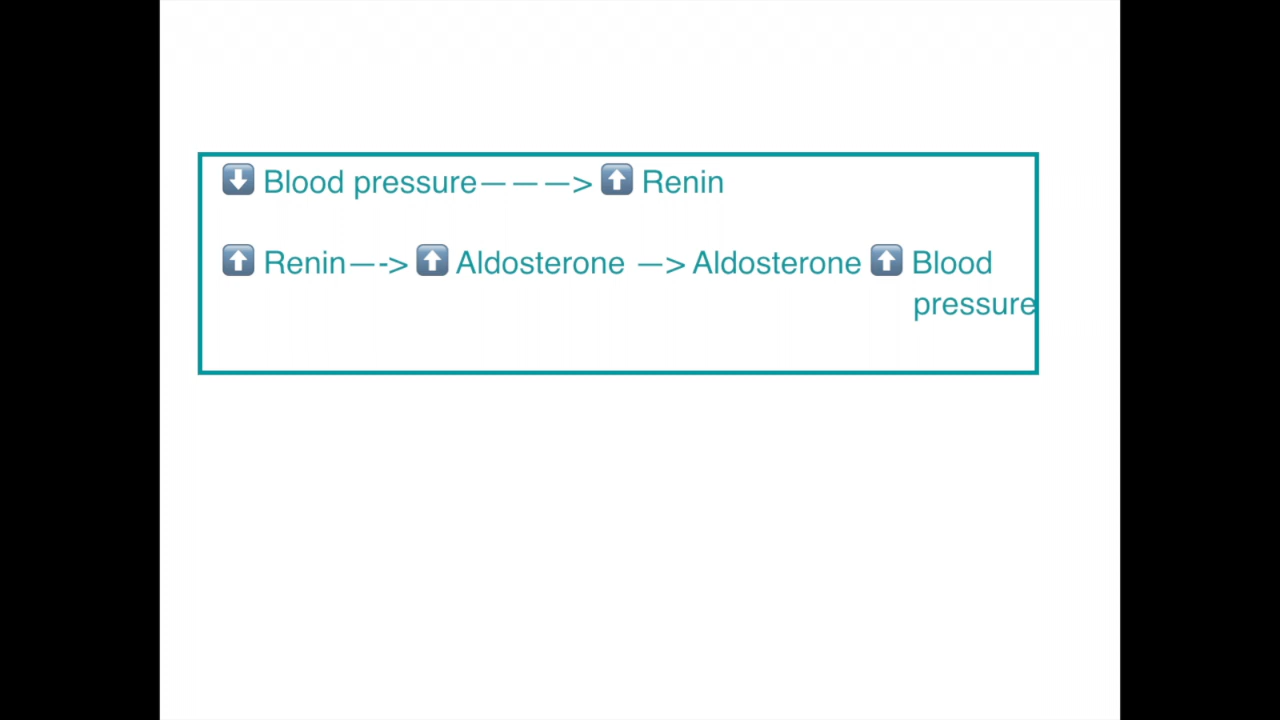 ⬇️ Blood pressure———> ⬆️ Renin
⬆️ Renin—-> ⬆️ Aldosterone —> Aldosterone ⬆️ Blood
pressure